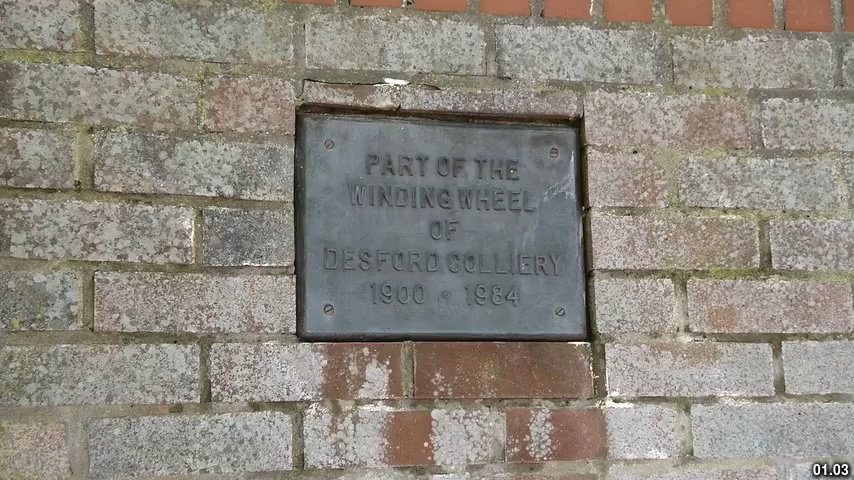 PART OF THE
WINDING WHEEL
OF
DESFORD COLLIERY
1900 - 1984
01.03